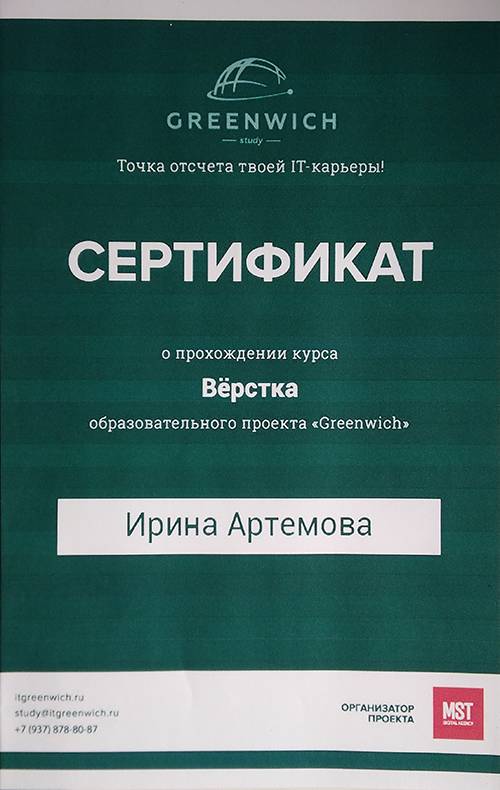 GREENWICH
study
Точка отсчета твоей IT-карьеры!
СЕРТИФИКАТ
о прохождении курса
Вёрстка
образовательного проекта «Greenwich»
Ирина Артемова
itgreenwich.ru
study@itgreenwich.ru
+7 (937) 878-80-87
ОРГАНИЗАТОР
ПРОЕКТА
MST
DIGITAL AGENCY